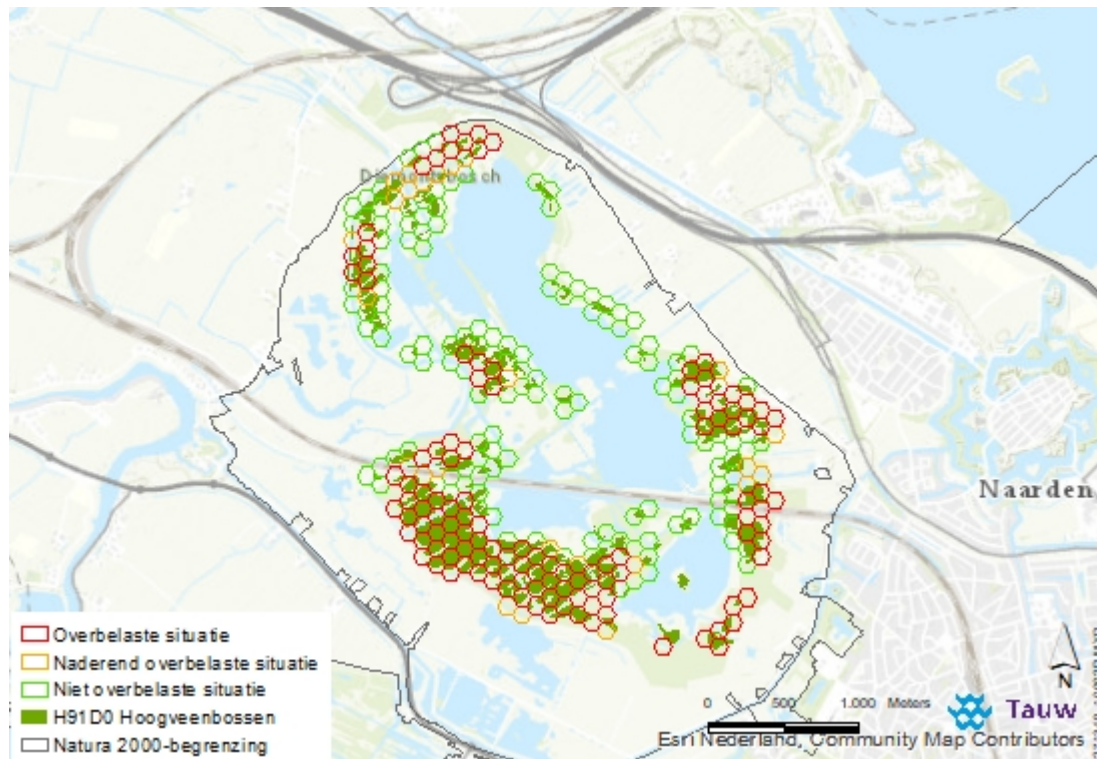 Naarden
Overbelaste situatie
Naderend overbelaste situatie
Niet overbelaste situatie
H91D0 Hoogveenbossen
Natura 2000-begrenzing
0 500 1.000 Meters
N
Tauw
Esri Nederland, Community Map Contributors